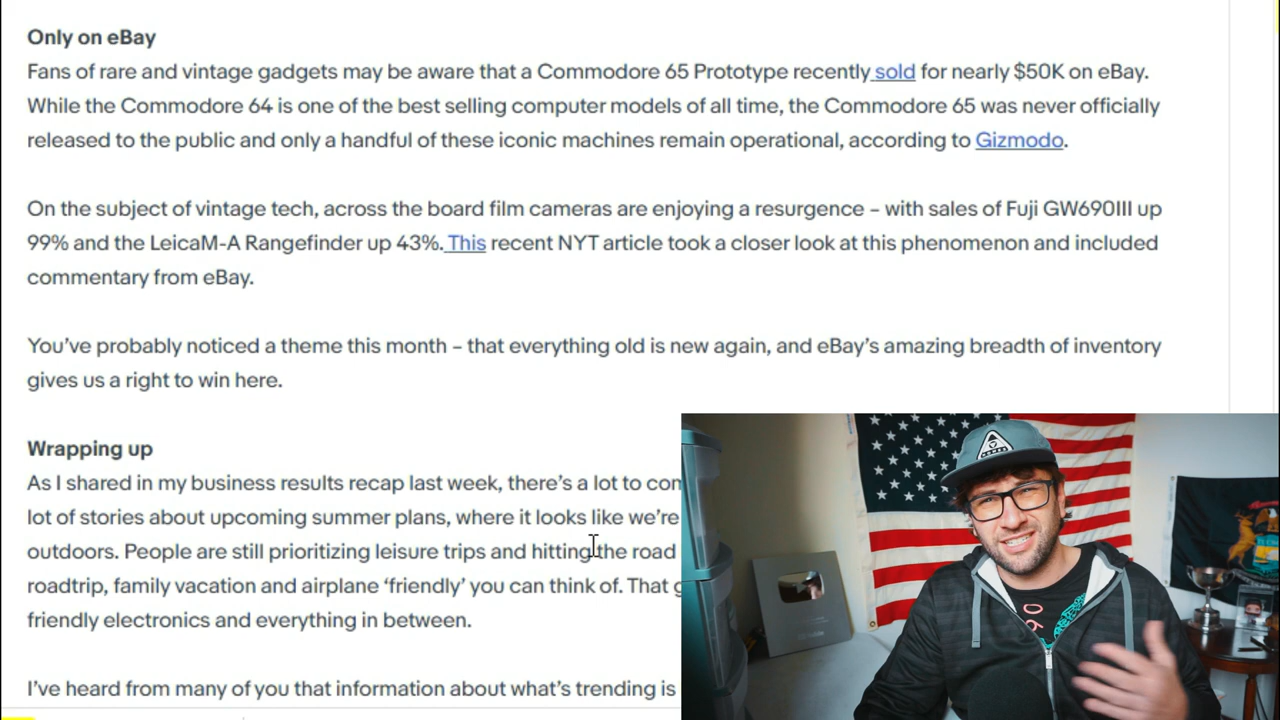 Only on eBay
Fans of rare and vintage gadgets may be aware that a Commodore 65 Prototype recently sold for nearly $50K on eBay.
While the Commodore 64 is one of the best selling computer models of all time, the Commodore 65 was never officially
released to the public and only a handful of these iconic machines remain operational, according to Gizmodo.
On the subject of vintage tech, across the board film cameras are enjoying a resurgence – with sales of Fuji GW690III up
99% and the LeicaM-A Rangefinder up 43%. This recent NYT article took a closer look at this phenomenon and included
commentary from eBay.
You've probably noticed a theme this month – that everything old is new again, and eBay's amazing breadth of inventory
gives us a right to win here.
Wrapping up
As I shared in my business results recap last week, there's a lot to
lot of stories about upcoming summer plans, where it looks like we're
outdoors. People are still prioritizing leisure trips and hitting the road
roadtrip, family vacation and airplane 'friendly' you can think of. That
friendly electronics and everything in between.
I've heard from many of you that information about what's trending is